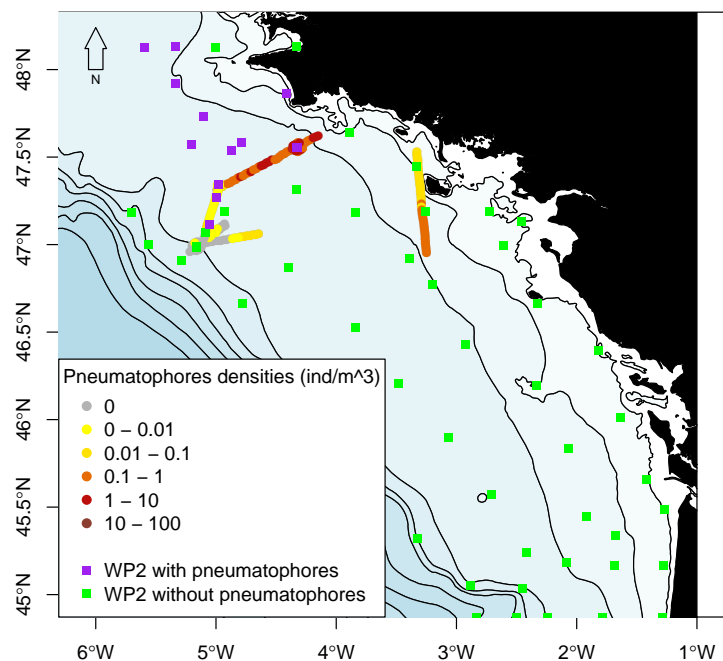 N
48°N
47.5°N
47°N
46.5°N
46°N
45.5°N
45°N
Pneumatophores densities (ind/m^3)
0
0 − 0.01
0.01 − 0.1
0.1 − 1
1 − 10
10 − 100
WP2 with pneumatophores
WP2 without pneumatophores
6°W 5°W 4°W 3°W 2°W 1°W